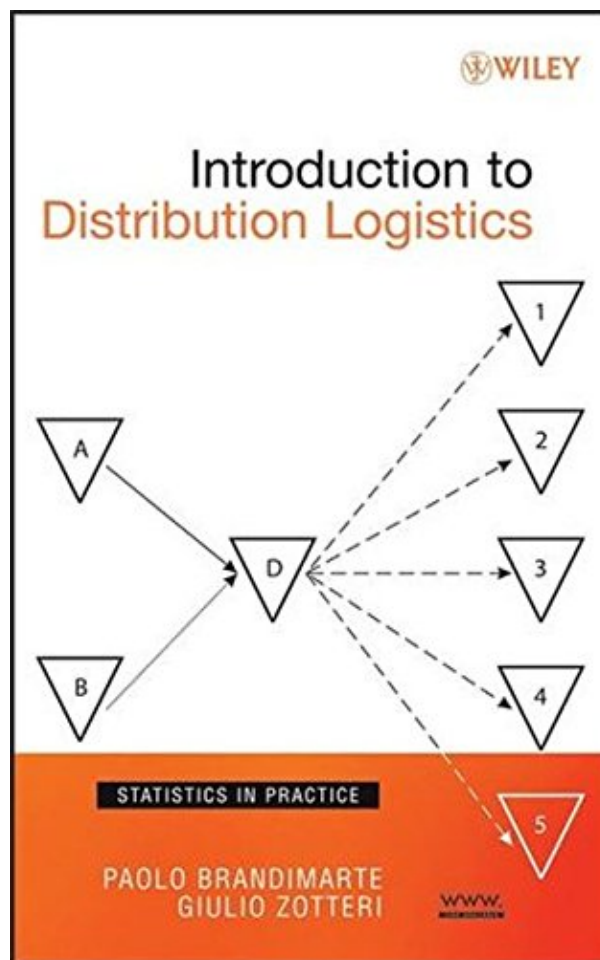 WILEY
Introduction to
Distribution Logistics
1
A
2
D
3
B
4
STATISTICS IN PRACTICE
5
PAOLO BRANDIMARTE
GIULIO ZOTTERI
www.